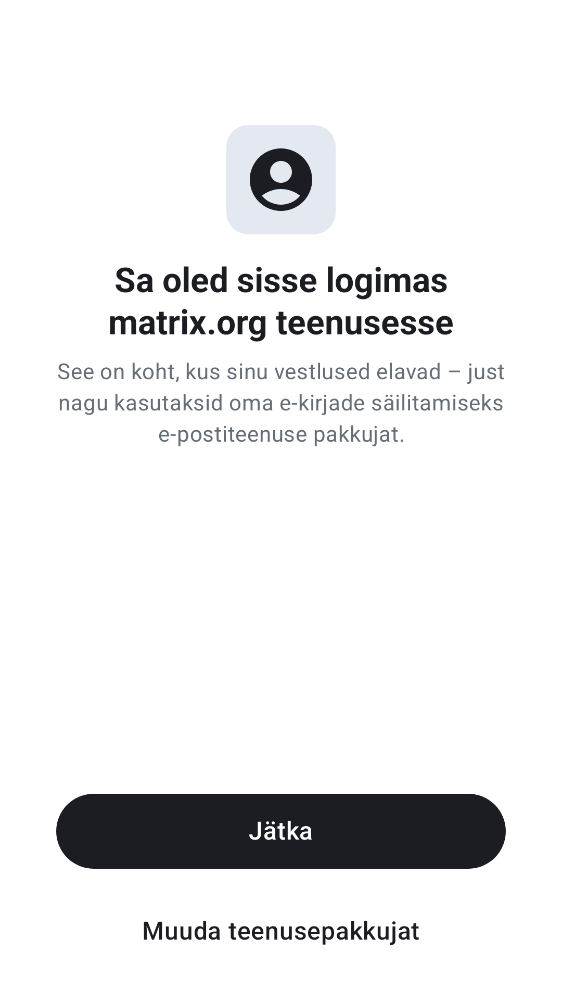 Sa oled sisse logimas
matrix.org teenusesse
See on koht, kus sinu vestlused elavad – just
nagu kasutaksid oma e-kirjade säilitamiseks
e-postiteenuse pakkujat.
Jätka
Muuda teenusepakkujat